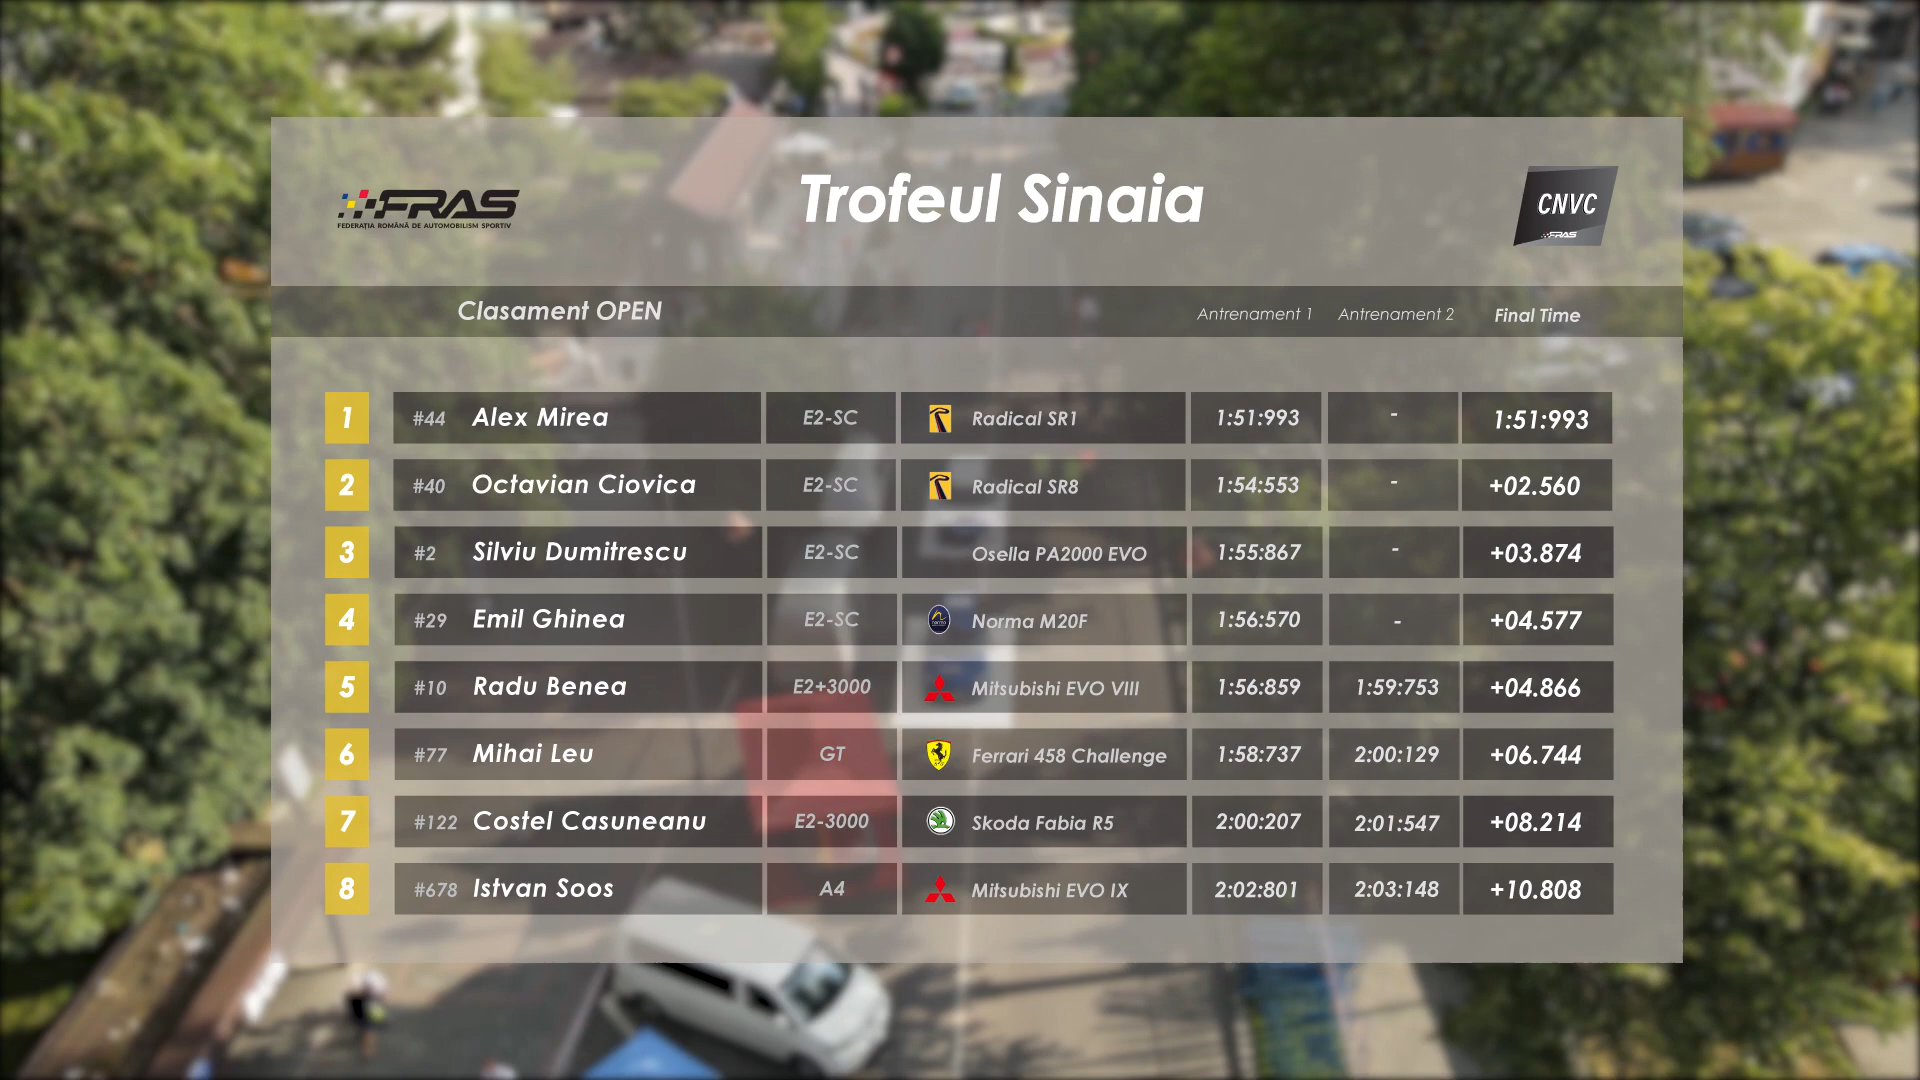 FRAS
FEDERAȚIA ROMÂNĂ DE AUTOMOBILISM SPORTIV
Trofeul Sinaia
CNVC
FRAS
Clasament OPEN Antrenament 1 Antrenament 2 Final Time
1 #44 Alex Mirea E2-SC Radical SR1 1:51:993 - 1:51:993
2 #40 Octavian Ciovica E2-SC Radical SR8 1:54:553 - +02.560
3 #2 Silviu Dumitrescu E2-SC Osella PA2000 EVO 1:55:867 - +03.874
4 #29 Emil Ghinea E2-SC Norma M20F 1:56:570 - +04.577
5 #10 Radu Benea E2+3000 Mitsubishi EVO VIII 1:56:859 1:59:753 +04.866
6 #77 Mihai Leu GT Ferrari 458 Challenge 1:58:737 2:00:129 +06.744
7 #122 Costel Casuneanu E2-3000 Skoda Fabia R5 2:00:207 2:01:547 +08.214
8 #678 Istvan Soos A4 Mitsubishi EVO IX 2:02:801 2:03:148 +10.808